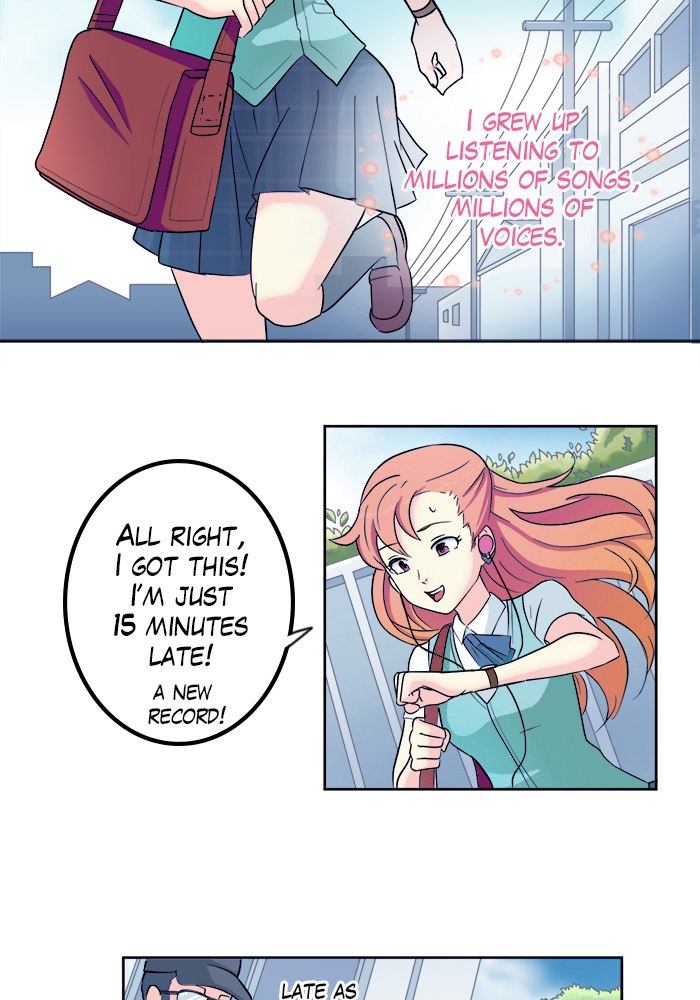 I GREW UP
LISTENING TO
MILLIONS OF SONGS,
MILLIONS OF
VOICES.
ALL RIGHT,
I GOT THIS!
I'M JUST
15 MINUTES
LATE!
A NEW
RECORD!
LATE AS